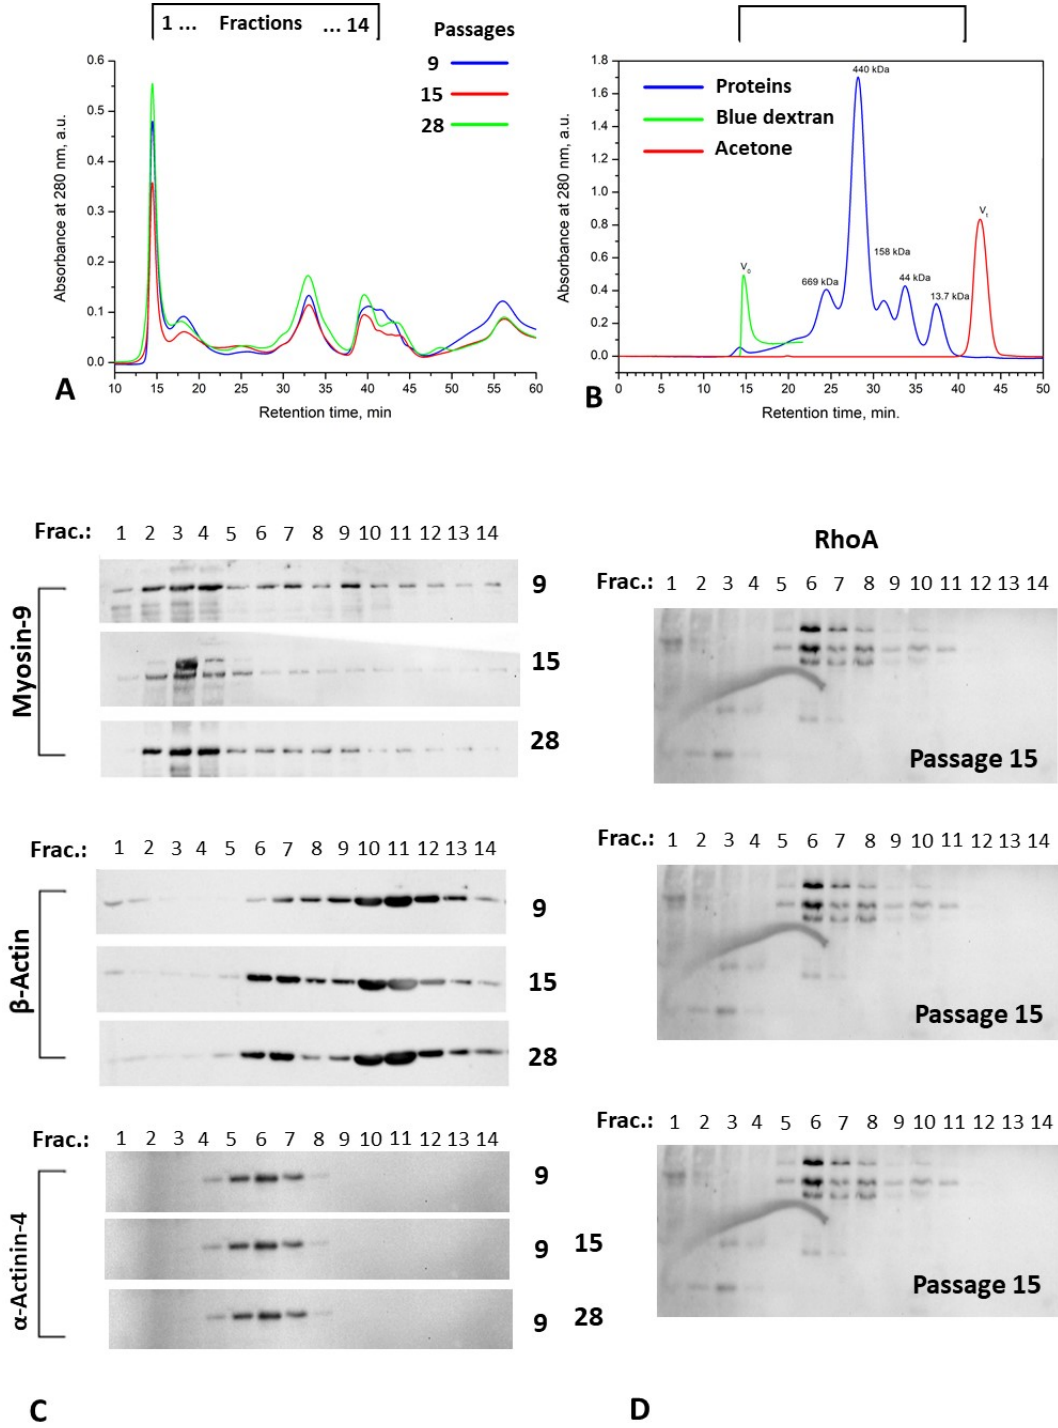 1 ... Fractions ... 14
Passages
9
15
28
0.6
0.5
0.4
0.3
0.2
0.1
0.0
Absorbance at 280 nm, a.u.
10 15 20 25 30 35 40 45 50 55 60
Retention time, min
A
Proteins
Blue dextran
Acetone
1.8
1.6
1.4
1.2
1.0
0.8
0.6
0.4
0.2
0.0
Absorbance at 280 nm, a.u.
V0
669 kDa
440 kDa
158 kDa
44 kDa
13.7 kDa
Vt
0 5 10 15 20 25 30 35 40 45 50
Retention time, min.
B
Frac.: 1 2 3 4 5 6 7 8 9 10 11 12 13 14
Myosin-9
9
15
28
Frac.: 1 2 3 4 5 6 7 8 9 10 11 12 13 14
β-Actin
9
15
28
Frac.: 1 2 3 4 5 6 7 8 9 10 11 12 13 14
α-Actinin-4
9
9 15
9 28
C
RhoA
Frac.: 1 2 3 4 5 6 7 8 9 10 11 12 13 14
Passage 15
Frac.: 1 2 3 4 5 6 7 8 9 10 11 12 13 14
Passage 15
Frac.: 1 2 3 4 5 6 7 8 9 10 11 12 13 14
Passage 15
D